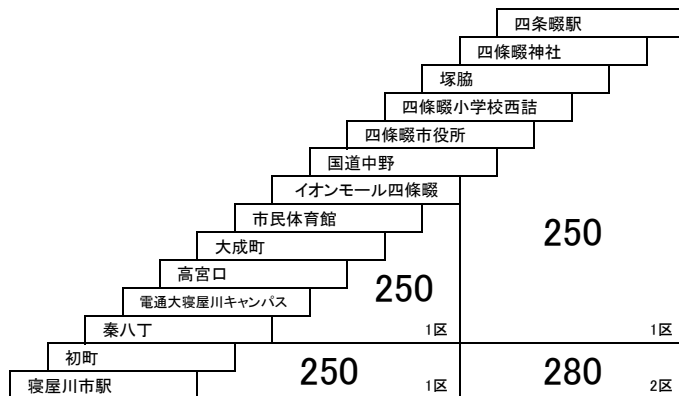 四条畷駅
四條畷神社
塚脇
四條畷小学校西詰
四條畷市役所
国道中野
イオンモール四條畷
市民体育館
250
大成町
高宮口
250
電通大寝屋川キャンパス
秦八丁
1区
1区
初町
250
280
寝屋川市駅
1区
2区